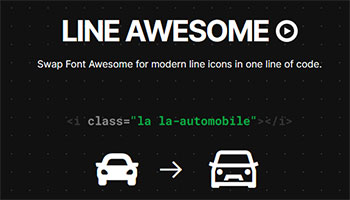 LINE AWESOME
Swap Font Awesome for modern line icons in one line of code.
<i class="la la-automobile"></i>